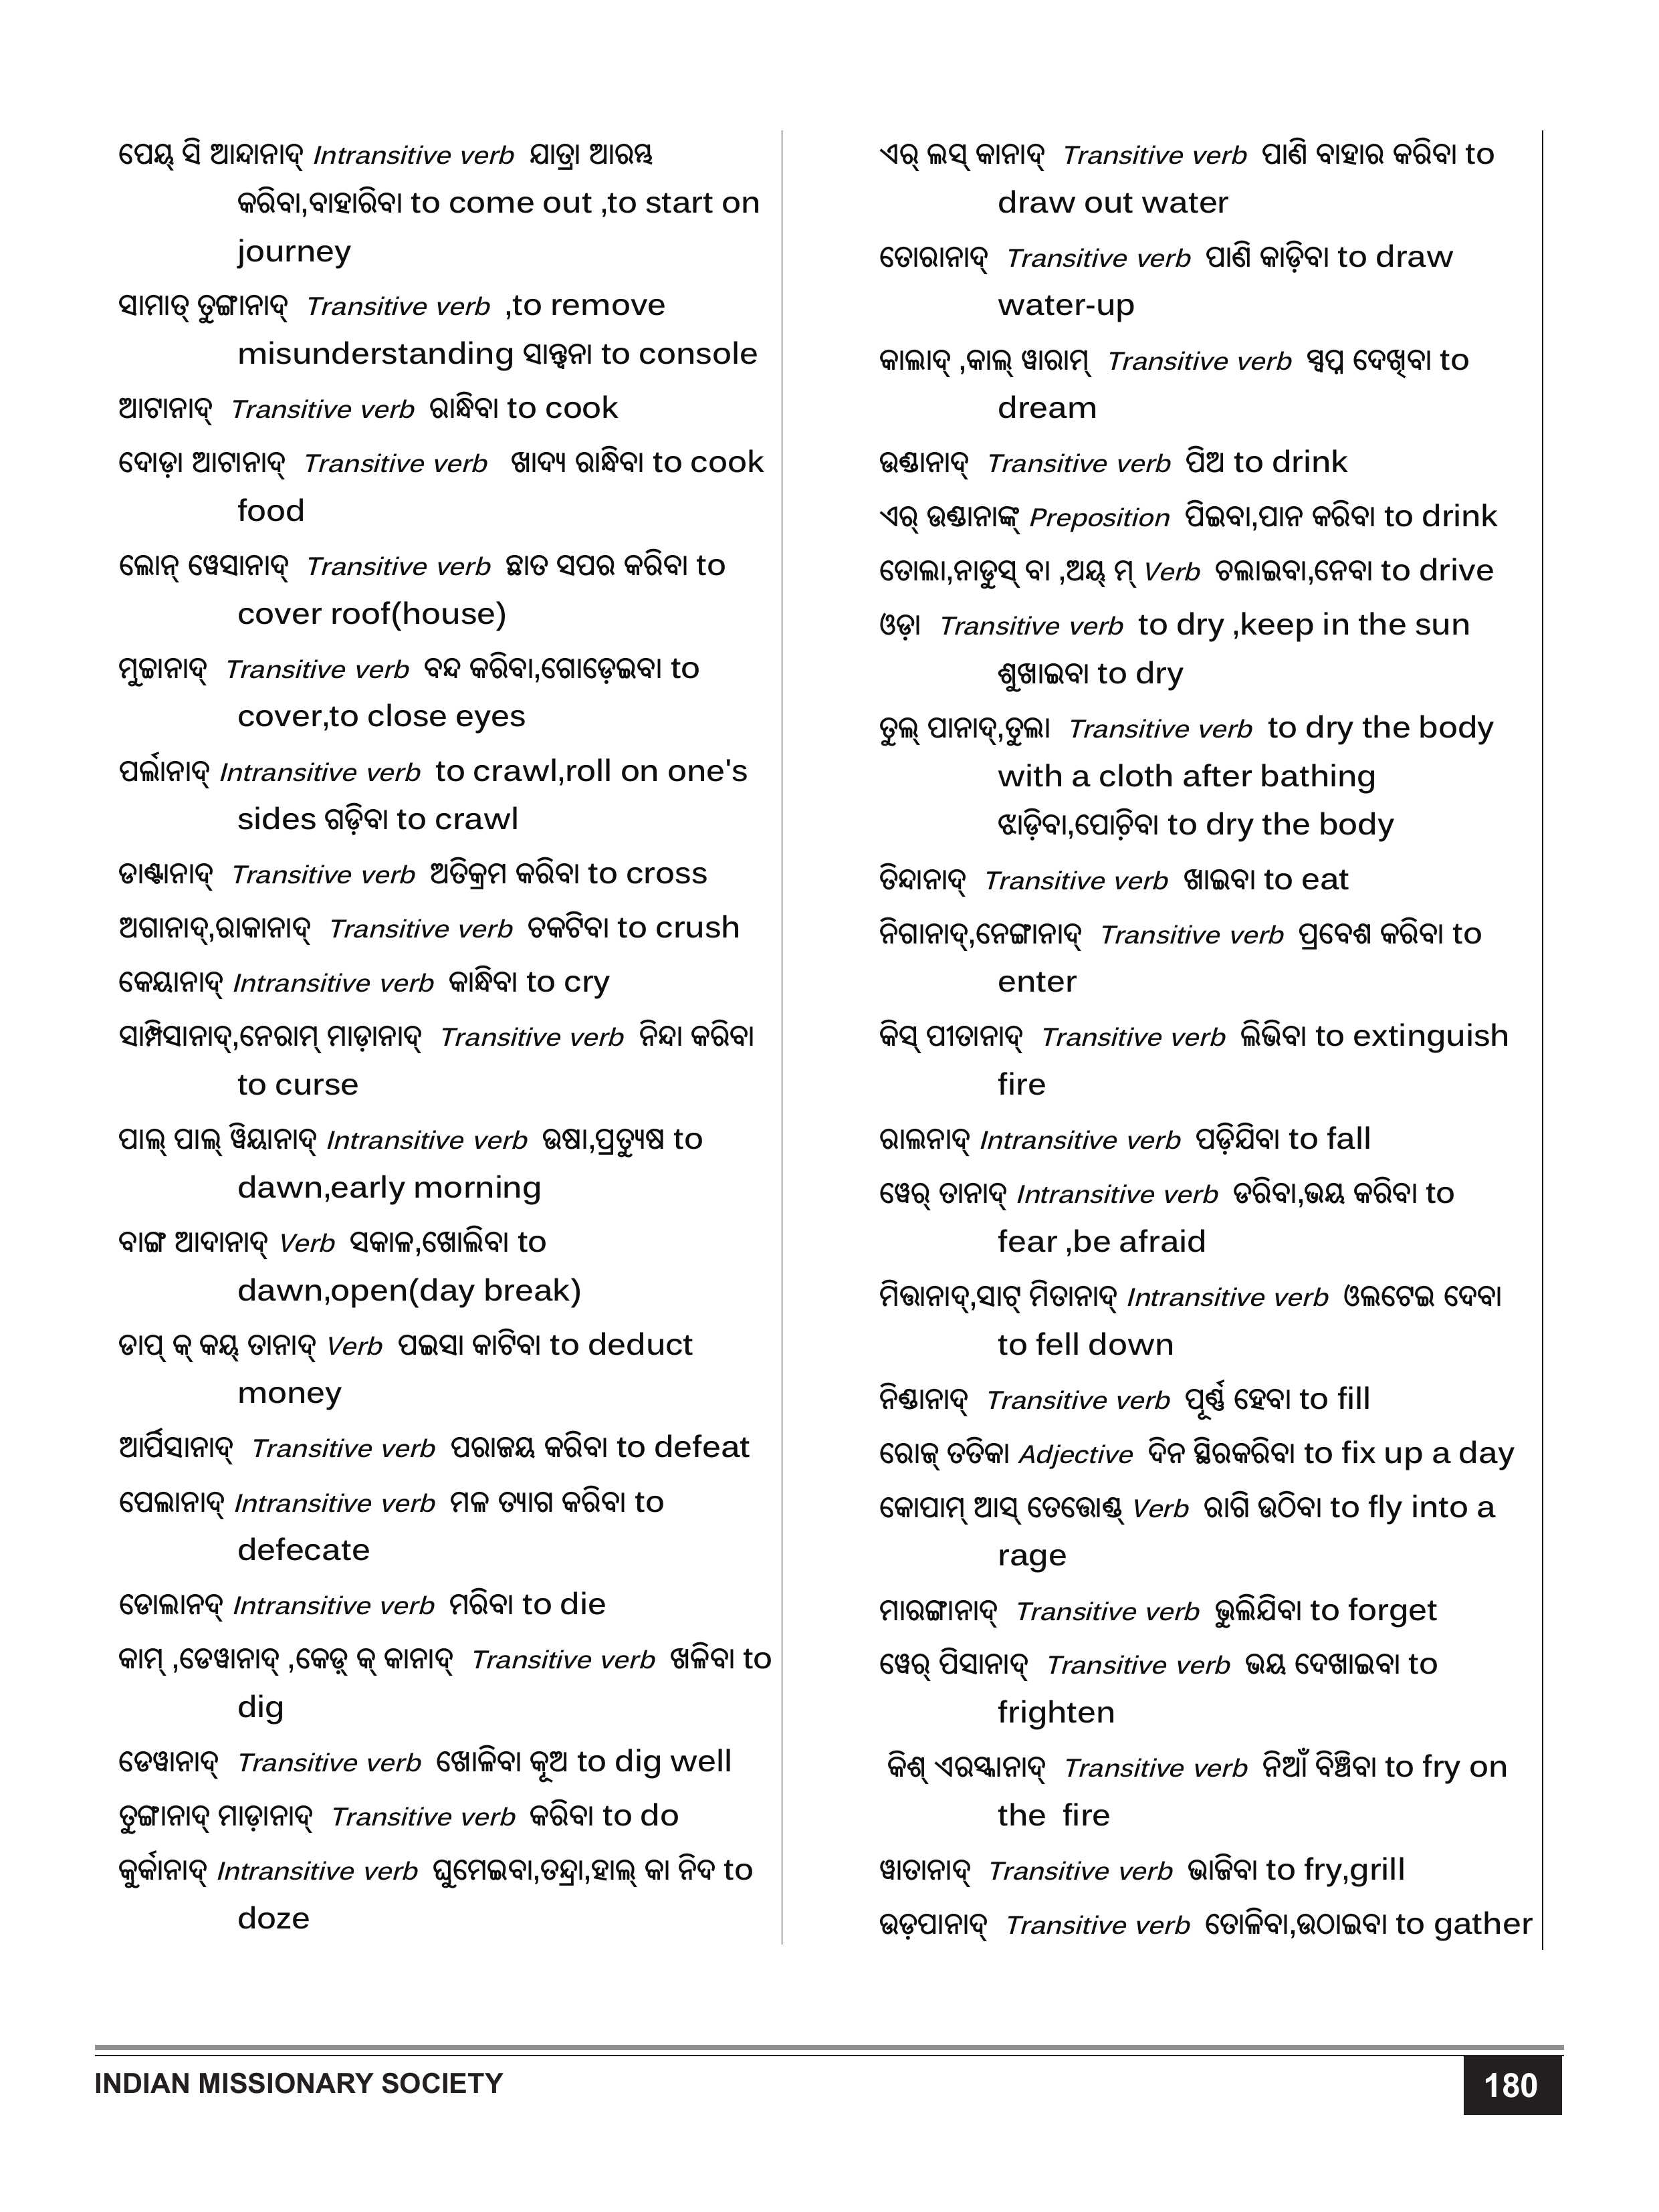 ପେୟ୍ ସି ଆନ୍ଦାନାଦ୍ Intransitive verb ଯାତ୍ରା ଆରମ୍ଭ
କରିବା,ବାହାରିବା to come out ,to start on
journey
ସାମାତ୍ ତୁଙ୍ଗାନାଦ୍ Transitive verb ,to remove
misunderstanding ସାନ୍ତ୍ୱନା to console
ଆଟାନାଦ୍ Transitive verb ରାନ୍ଧିବା to cook
ଦୋଡ଼ା ଆଟାନାଦ୍ Transitive verb ଖାଦ୍ୟ ରାନ୍ଧିବା to cook
food
ଲୋନ୍ ୱେସାନାଦ୍ Transitive verb ଛାତ ସପର କରିବା to
cover roof(house)
ମୁଚ୍ଚାନାଦ୍ Transitive verb ବନ୍ଦ କରିବା,ଗୋଡ଼େଇବା to
cover,to close eyes
ପର୍ଲାନାଦ୍ Intransitive verb to crawl,roll on one's
sides ଗଡ଼ିବା to crawl
ଡାଣ୍ଟାନାଦ୍ Transitive verb ଅତିକ୍ରମ କରିବା to cross
ଅଗାନାଦ୍,ରାକାନାଦ୍ Transitive verb ଚକଟିବା to crush
କେୟାନାଦ୍ Intransitive verb କାନ୍ଧିବା to cry
ସାମ୍ପିସାନାଦ୍,ନେରାମ୍ ମାଡ଼ାନାଦ୍ Transitive verb ନିନ୍ଦା କରିବା
to curse
ପାଲ୍ ପାଲ୍ ୱିୟାନାଦ୍ Intransitive verb ଉଷା,ପ୍ରତ୍ୟୁଷ to
dawn,early morning
ବାଙ୍ଗ ଆଦାନାଦ୍ Verb ସକାଳ,ଖୋଲିବା to
dawn,open(day break)
ଡାପ୍ କ୍ କୟ୍ ତାନାଦ୍ Verb ପଇସା କାଟିବା to deduct
money
ଆର୍ପିସାନାଦ୍ Transitive verb ପରାଜୟ କରିବା to defeat
ପେଲାନାଦ୍ Intransitive verb ମଳ ତ୍ୟାଗ କରିବା to
defecate
ଡୋଲାନଦ୍ Intransitive verb ମରିବା to die
କାମ୍ ,ଡେୱାନାଦ୍ ,କେଡ଼୍ କ୍ କାନାଦ୍ Transitive verb ଖଳିବା to
dig
ଡେୱାନାଦ୍ Transitive verb ଖୋଳିବା କୂଅ to dig well
ତୁଙ୍ଗାନାଦ୍ ମାଡ଼ାନାଦ୍ Transitive verb କରିବା to do
କୁର୍କାନାଦ୍ Intransitive verb ଘୁମେଇବା,ତନ୍ଦ୍ରା,ହାଲ୍ କା ନିଦ to
doze
ଏର୍ ଲସ୍ କାନାଦ୍ Transitive verb ପାଣି ବାହାର କରିବା to
draw out water
ତୋରାନାଦ୍ Transitive verb ପାଣି କାଡ଼ିବା to draw
water-up
କାଲାଦ୍ ,କାଲ୍ ୱାରାମ୍ Transitive verb ସ୍ୱପ୍ନ ଦେଖିବା to
dream
ଉଣ୍ଡାନାଦ୍ Transitive verb ପିଅ to drink
ଏର୍ ଉଣ୍ଡାନାଙ୍କ୍ Preposition ପିଇବା,ପାନ କରିବା to drink
ତୋଲା,ନାଡୁସ୍ ବା ,ଅୟ୍ ମ୍ Verb ଚଲାଇବା,ନେବା to drive
ଓଡ଼ା Transitive verb to dry ,keep in the sun
ଶୁଖାଇବା to dry
ତୁଲ୍ ପାନାଦ୍,ତୁଲା Transitive verb to dry the body
with a cloth after bathing
ଝାଡ଼ିବା,ପୋଚ଼ିବା to dry the body
ତିନ୍ଦାନାଦ୍ Transitive verb ଖାଇବା to eat
ନିଗାନାଦ୍,ନେଙ୍ଗାନାଦ୍ Transitive verb ପ୍ରବେଶ କରିବା to
enter
କିସ୍ ପୀତାନାଦ୍ Transitive verb ଲିଭିବା to extinguish
fire
ରାଲନାଦ୍ Intransitive verb ପଡ଼ିଯିବା to fall
ୱେର୍ ତାନାଦ୍ Intransitive verb ଡରିବା,ଭୟ କରିବା to
fear ,be afraid
ମିତ୍ତାନାଦ୍,ସାଟ୍ ମିତାନାଦ୍ Intransitive verb ଓଲଟେଇ ଦେବା
to fell down
ନିଣ୍ଡାନାଦ୍ Transitive verb ପୂର୍ଣ୍ଣ ହେବା to fill
ରୋଜ୍ ତତିକା Adjective ଦିନ ସ୍ଥିରକରିବା to fix up a day
କୋପାମ୍ ଆସ୍ ତେତ୍ତୋଣ୍ଡ୍ Verb ରାଗି ଉଠିବା to fly into a
rage
ମାରଙ୍ଗାନାଦ୍ Transitive verb ଭୁଲିଯିବା to forget
ୱେର୍ ପିସାନାଦ୍ Transitive verb ଭୟ ଦେଖାଇବା to
frighten
କିଶ୍ ଏରସ୍କାନାଦ୍ Transitive verb ନିଆଁ ବିଞ୍ଚିବା to fry on
the fire
ୱାତାନାଦ୍ Transitive verb ଭାଜିବା to fry,grill
ଉଡ଼ପାନାଦ୍ Transitive verb ତୋଳିବା,ଉଠାଇବା to gather
INDIAN MISSIONARY SOCIETY
180